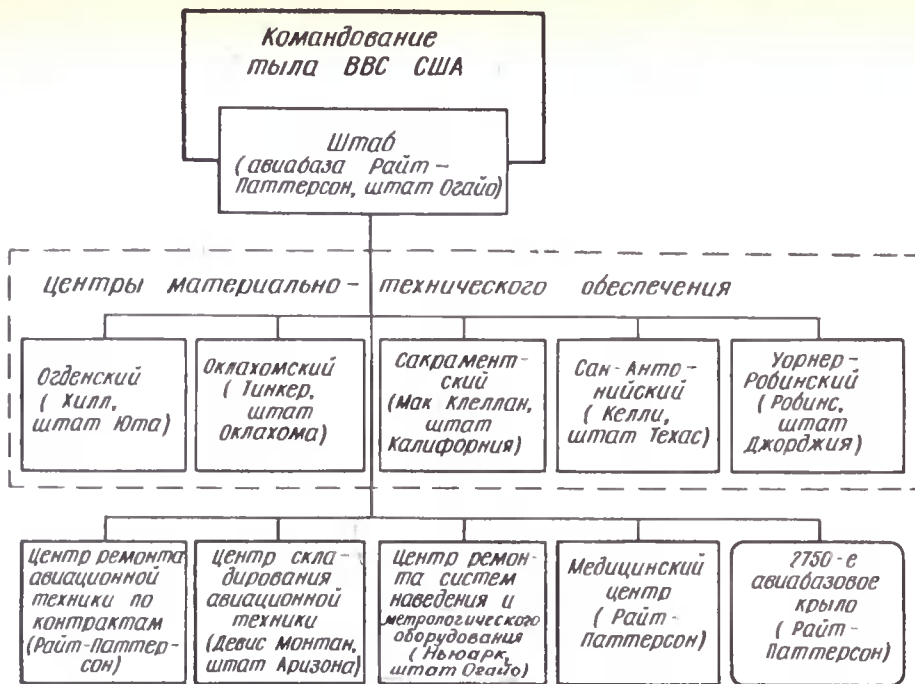 Командование
тыла ВВС США
Штаб
(авиабаза Райт-
Паттерсон, штат Огайо)
центры материально-технического обеспечения
Огденский
(Хилл,
штат Юта)
Оклахомский
(Тинкер,
штат
Оклахома)
Сакрамент-
ский
(Мак Клеллан,
штат
Калифорния)
Сан-Анто-
нийский
(Келли,
штат Техас)
Уорнер-
Робинский
(Робинс,
штат
Джорджия)
Центр ремонта
авиационной
техники по
контрактам
(Райт-Паттер-
сон)
Центр скла-
дирования
авиационной
техники
(Девис Монтан,
штат Аризона)
Центр ремон-
та систем
наведения и
метрологического
оборудования
(Ньюарк,
штат Огайо)
Медицинский
центр
(Райт-
Паттерсон)
2750-е
авиабазовое
крыло
(Райт-
Паттерсон)